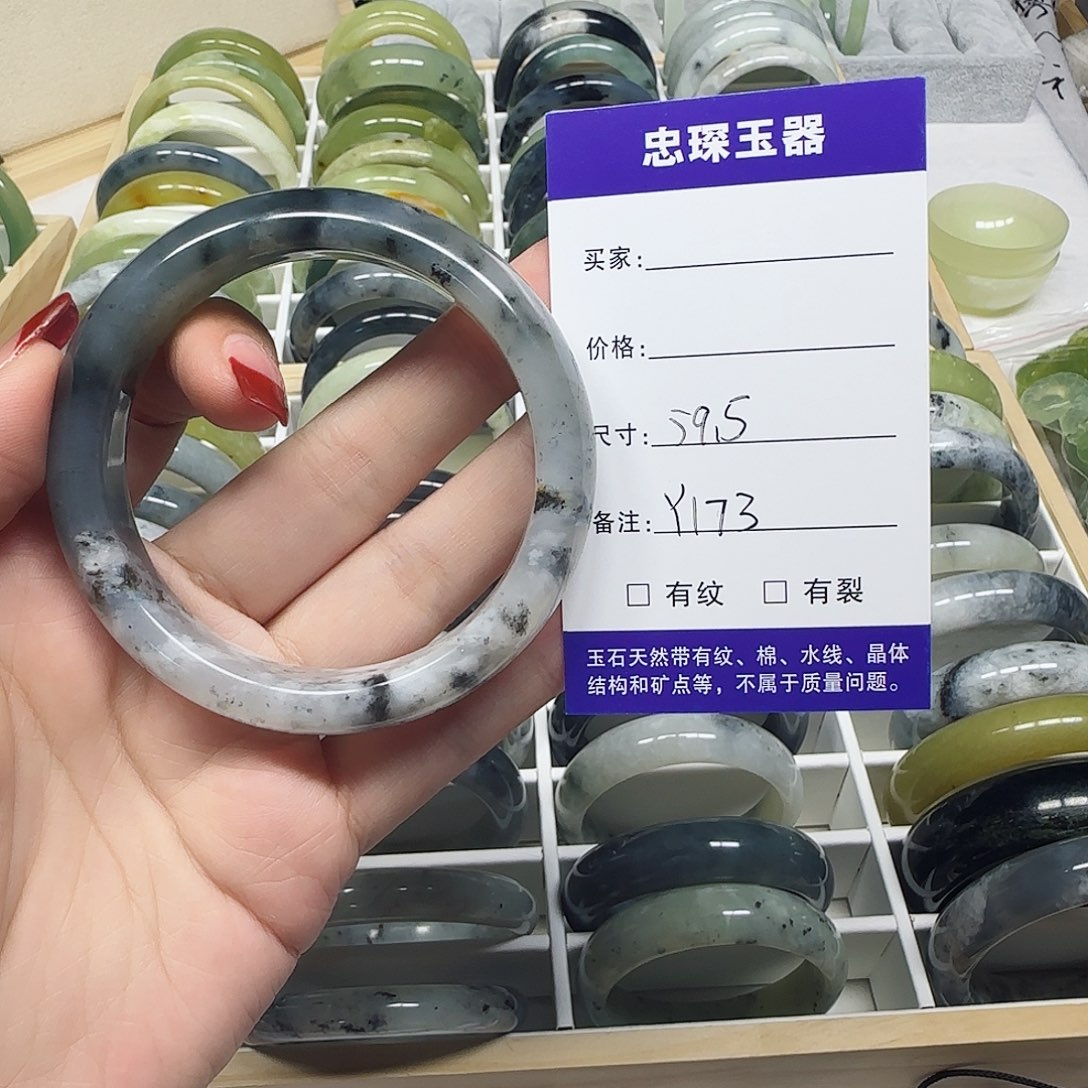 忠琛玉器
买家:
价格:
尺寸: 59.5
备注: Y173
□ 有纹 □ 有裂
玉石天然带有纹、棉、水线、晶体
结构和矿点等，不属于质量问题。